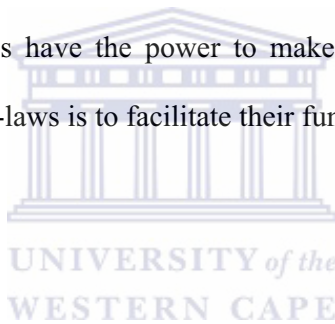 s have the power to make
-laws is to facilitate their fun
UNIVERSITY of the
WESTERN CAPE